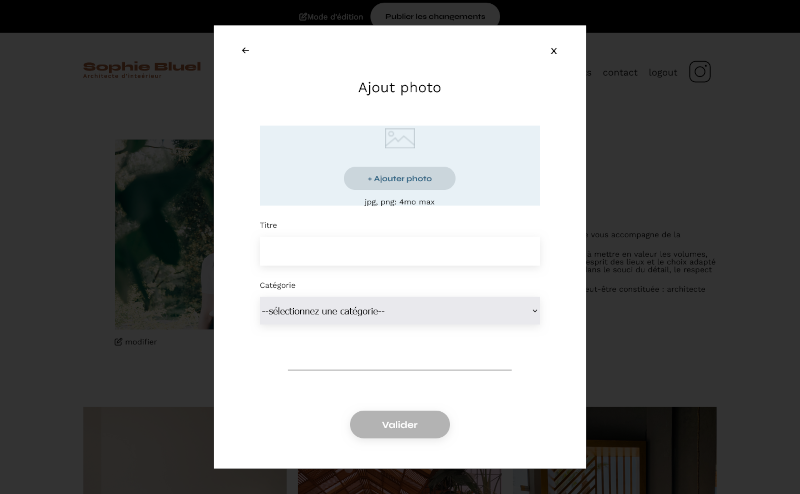 Mode d'édition
Publier les changements
Sophie Bluel
Architecte d'intérieur
contact
logout
x
Ajout photo
+ Ajouter photo
jpg, png: 4mo max
Titre
Catégorie
--sélectionnez une catégorie--
Valider
vous accompagne de la
mettre en valeur les volumes,
esprit des lieux et le choix adapté
dans le souci du détail, le respect
constituée : architecte
modifier